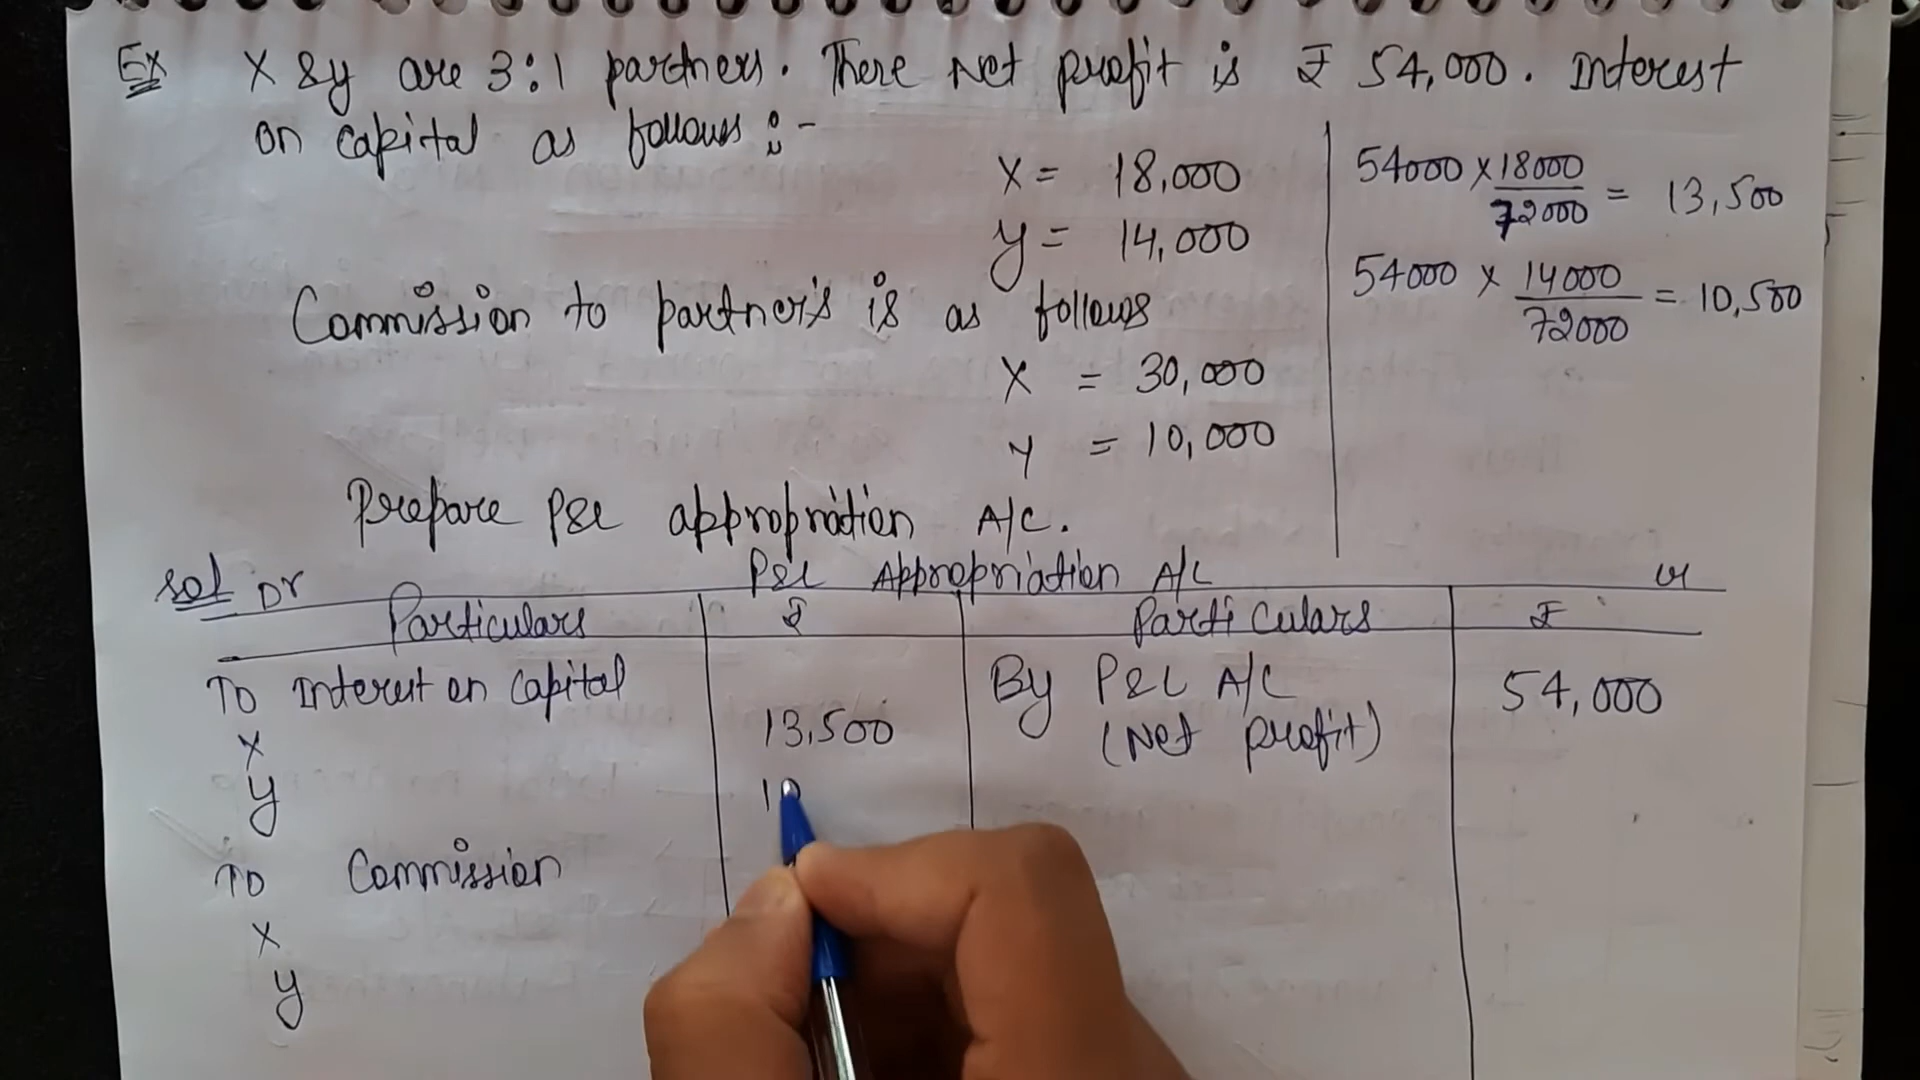 Ex X & y are 3:1 partners. There Net profit is ₹ 54,000. Interest
on capital as follows :-
X = 18,000
y = 14,000
Commission to partner's is as follows
X = 30,000
y = 10,000
Prepare P&L appropriation A/C.
54000 × 18000/72000 = 13,500
54000 × 14000/72000 = 10,500
Sol Dr P&L Appropriation A/C Cr
Particulars ₹ Particulars ₹
To Interest on Capital By P&L A/C 54,000
X 13,500 (Net profit)
y 10
To Commission
X
y